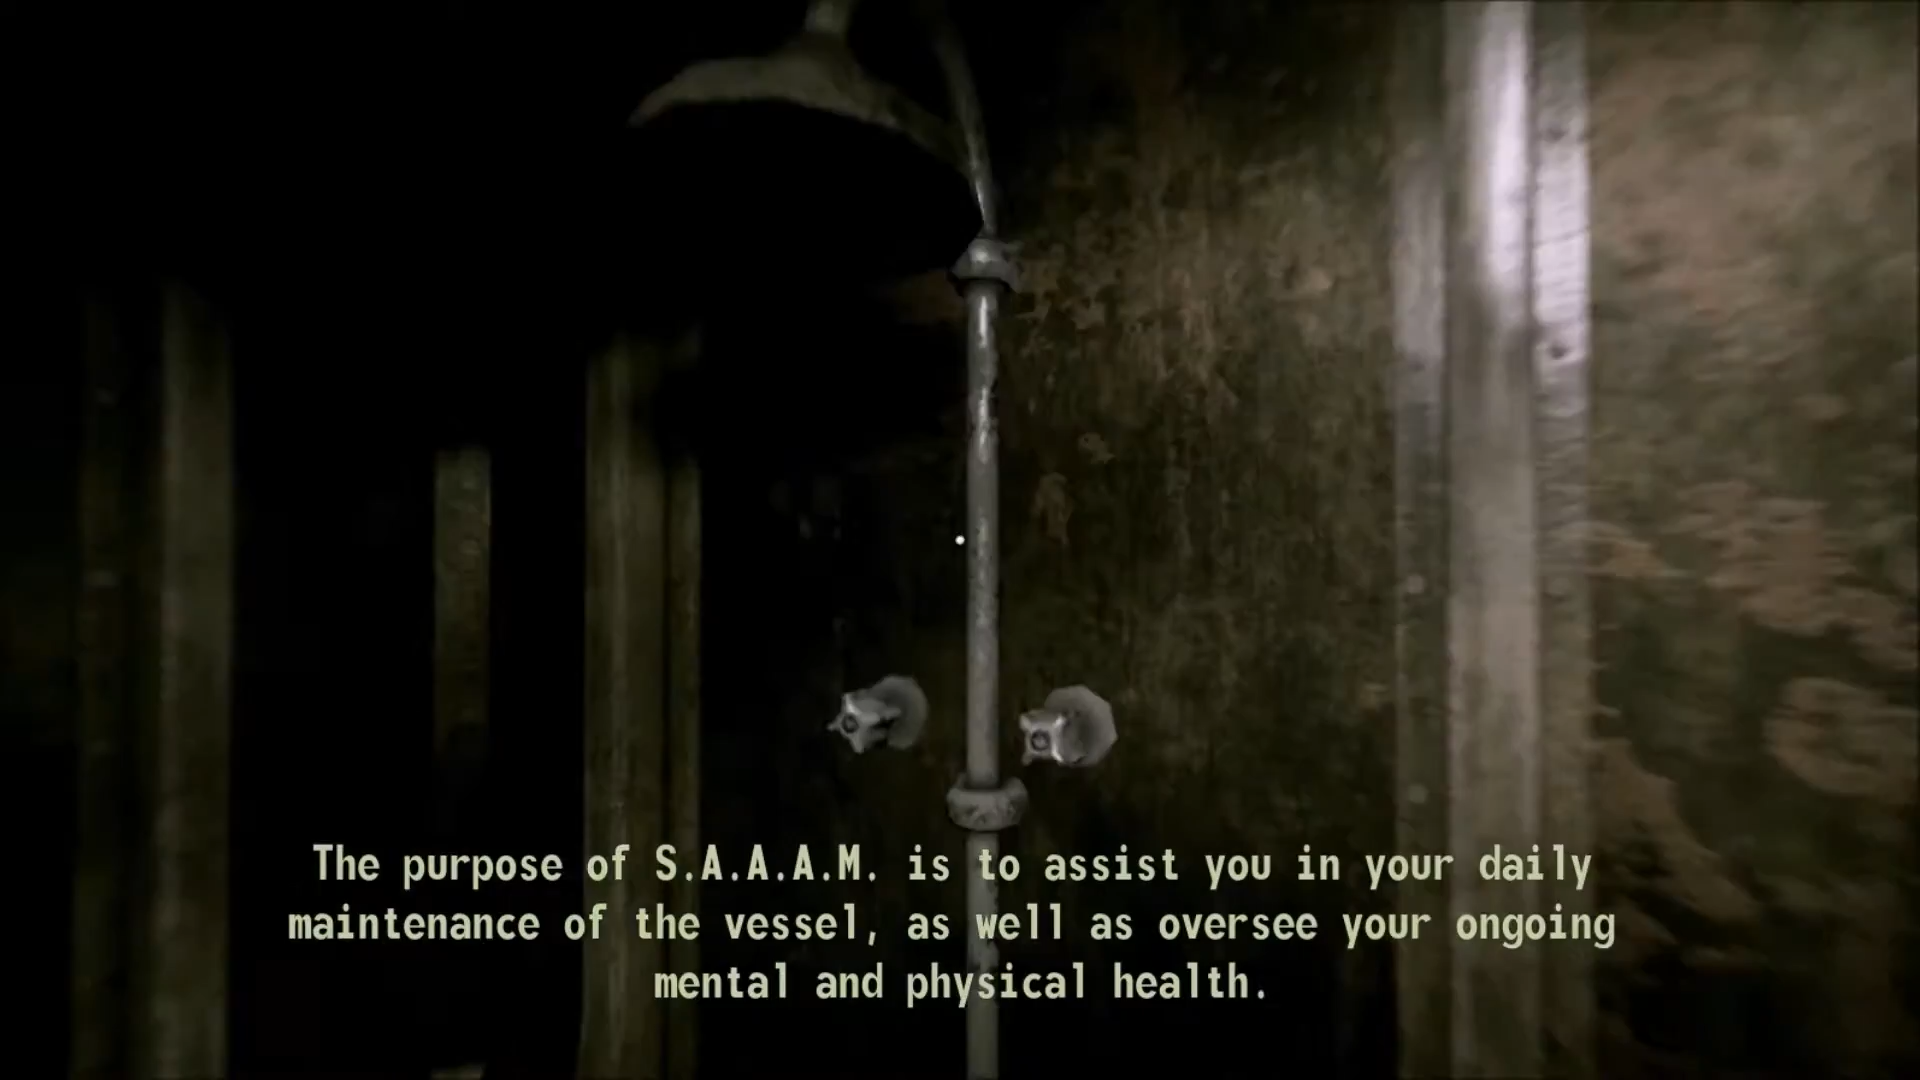 The purpose of S.A.A.A.M. is to assist you in your daily
maintenance of the vessel, as well as oversee your ongoing
mental and physical health.